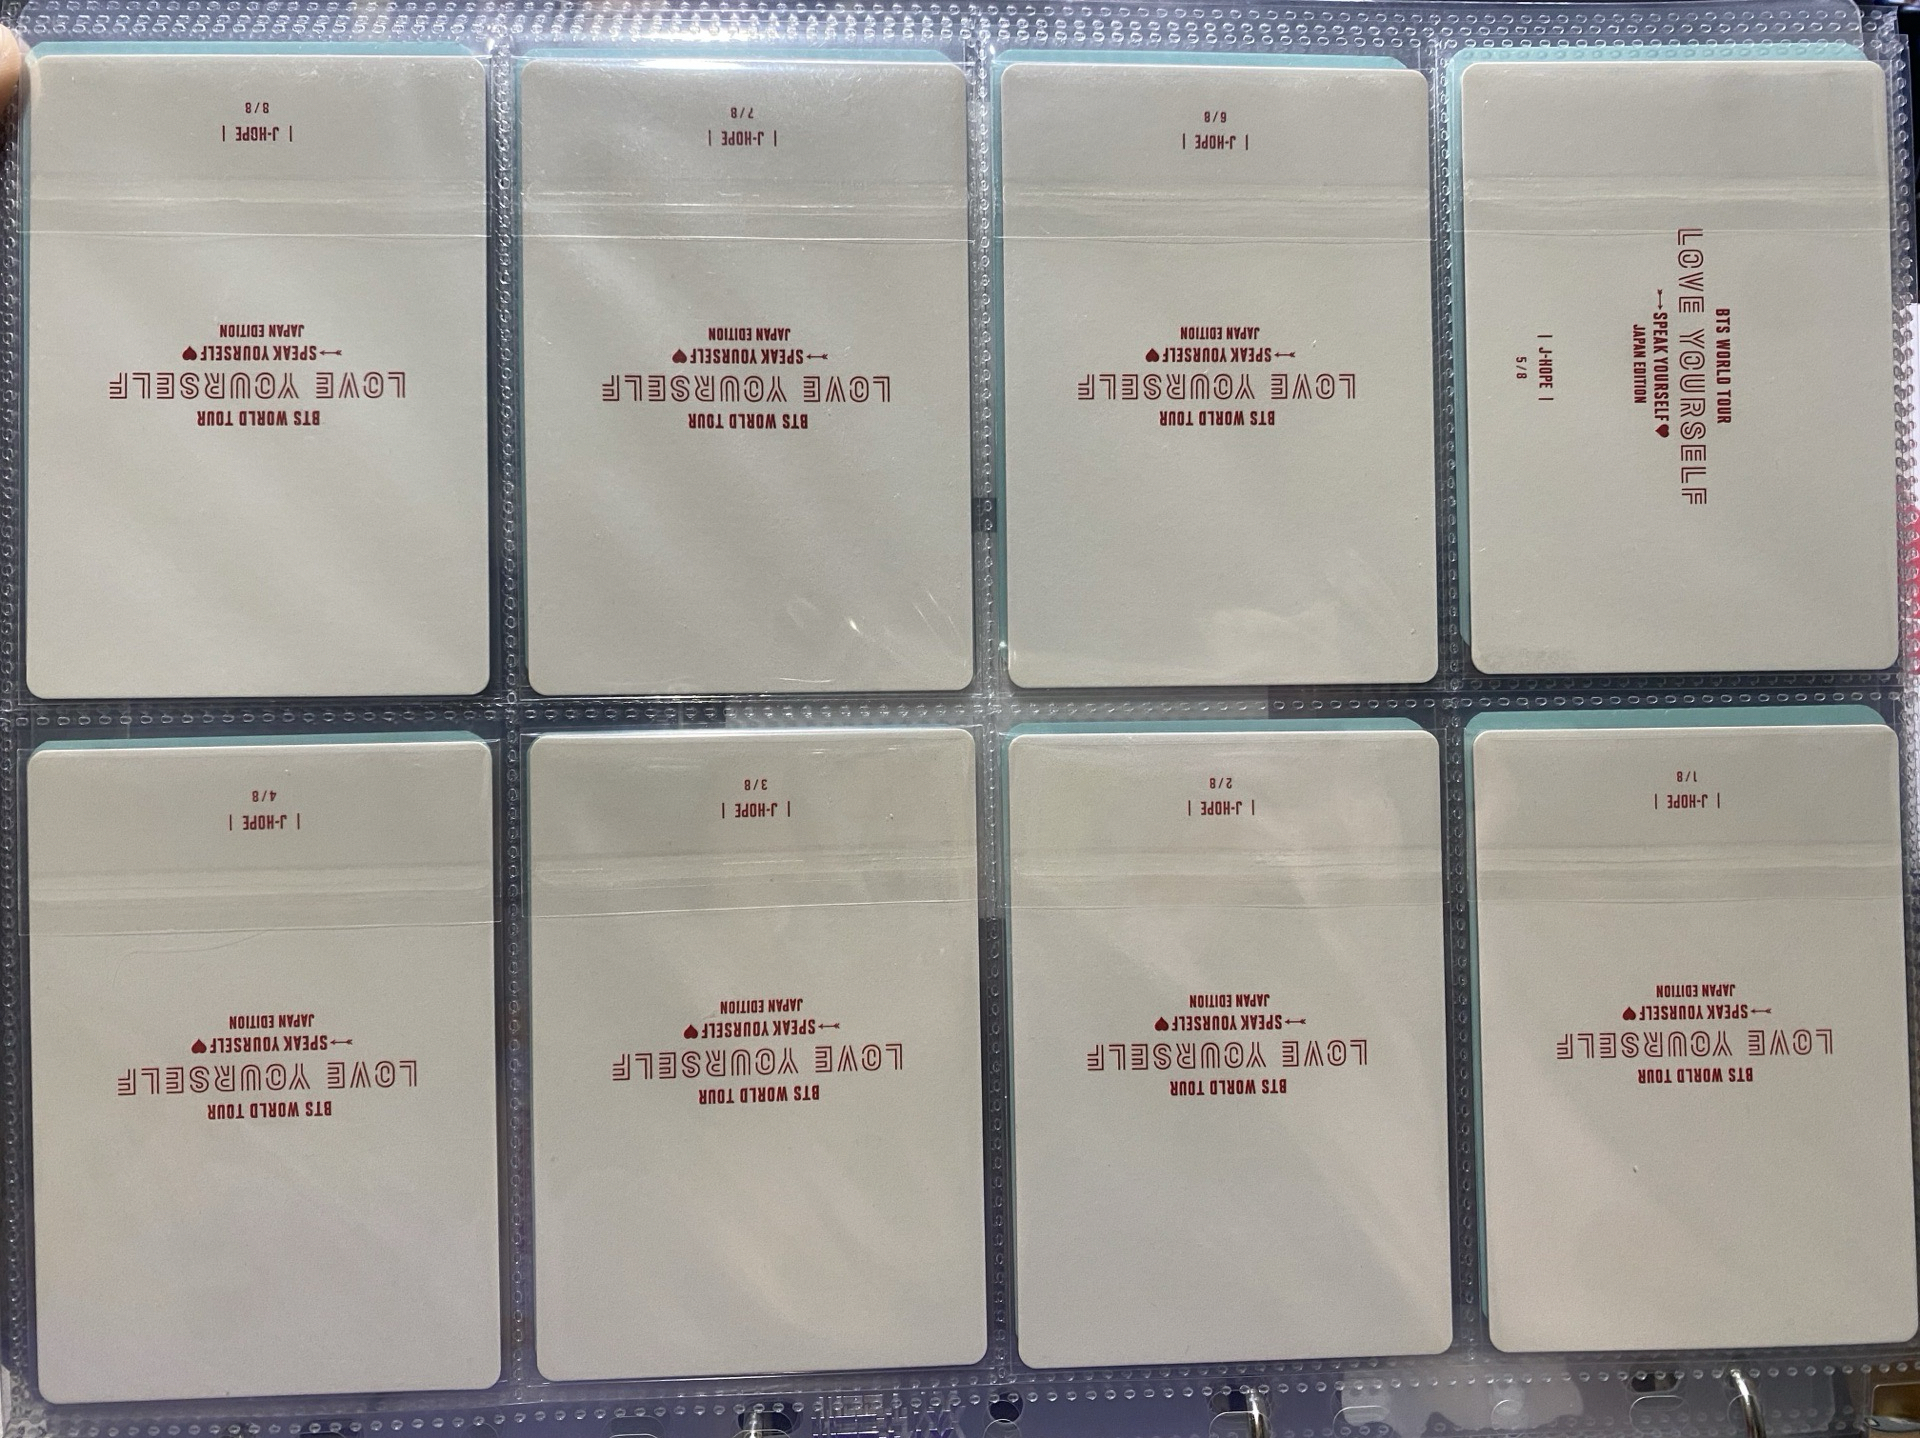 BTS WORLD TOUR
LOVE YOURSELF
SPEAK YOURSELF
JAPAN EDITION
| J-HOPE |
1/8
BTS WORLD TOUR
LOVE YOURSELF
SPEAK YOURSELF
JAPAN EDITION
| J-HOPE |
2/8
BTS WORLD TOUR
LOVE YOURSELF
SPEAK YOURSELF
JAPAN EDITION
| J-HOPE |
3/8
BTS WORLD TOUR
LOVE YOURSELF
SPEAK YOURSELF
JAPAN EDITION
| J-HOPE |
4/8
BTS WORLD TOUR
LOVE YOURSELF
SPEAK YOURSELF
JAPAN EDITION
| J-HOPE |
5/8
BTS WORLD TOUR
LOVE YOURSELF
SPEAK YOURSELF
JAPAN EDITION
| J-HOPE |
6/8
BTS WORLD TOUR
LOVE YOURSELF
SPEAK YOURSELF
JAPAN EDITION
| J-HOPE |
7/8
BTS WORLD TOUR
LOVE YOURSELF
SPEAK YOURSELF
JAPAN EDITION
| J-HOPE |
8/8